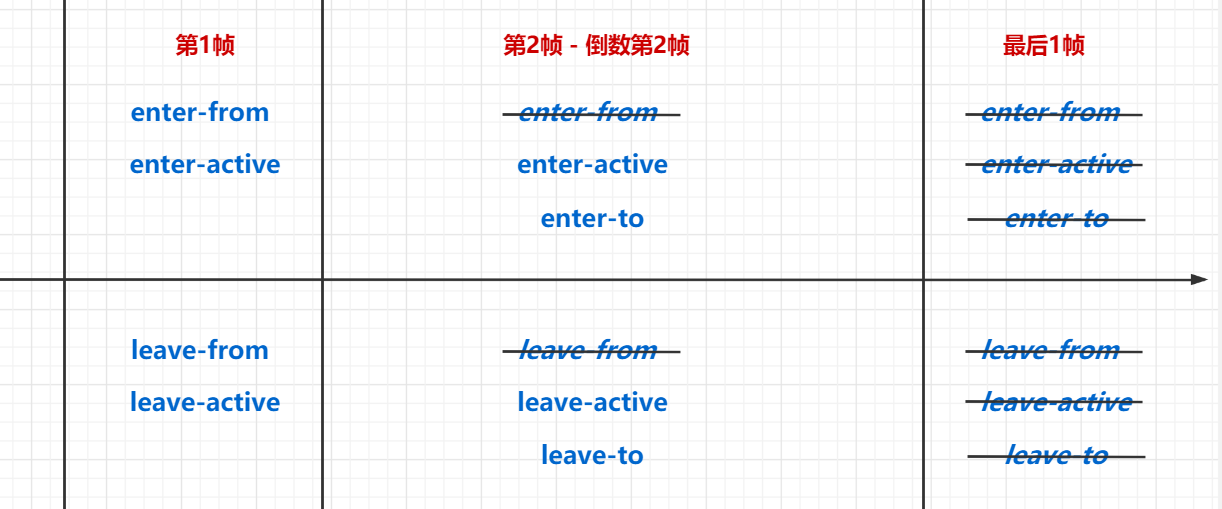 第1帧 第2帧 - 倒数第2帧 最后1帧
enter-from enter-from enter-from
enter-active enter-active enter-active
enter-to enter-to
leave-from leave-from leave-from
leave-active leave-active leave-active
leave-to leave-to